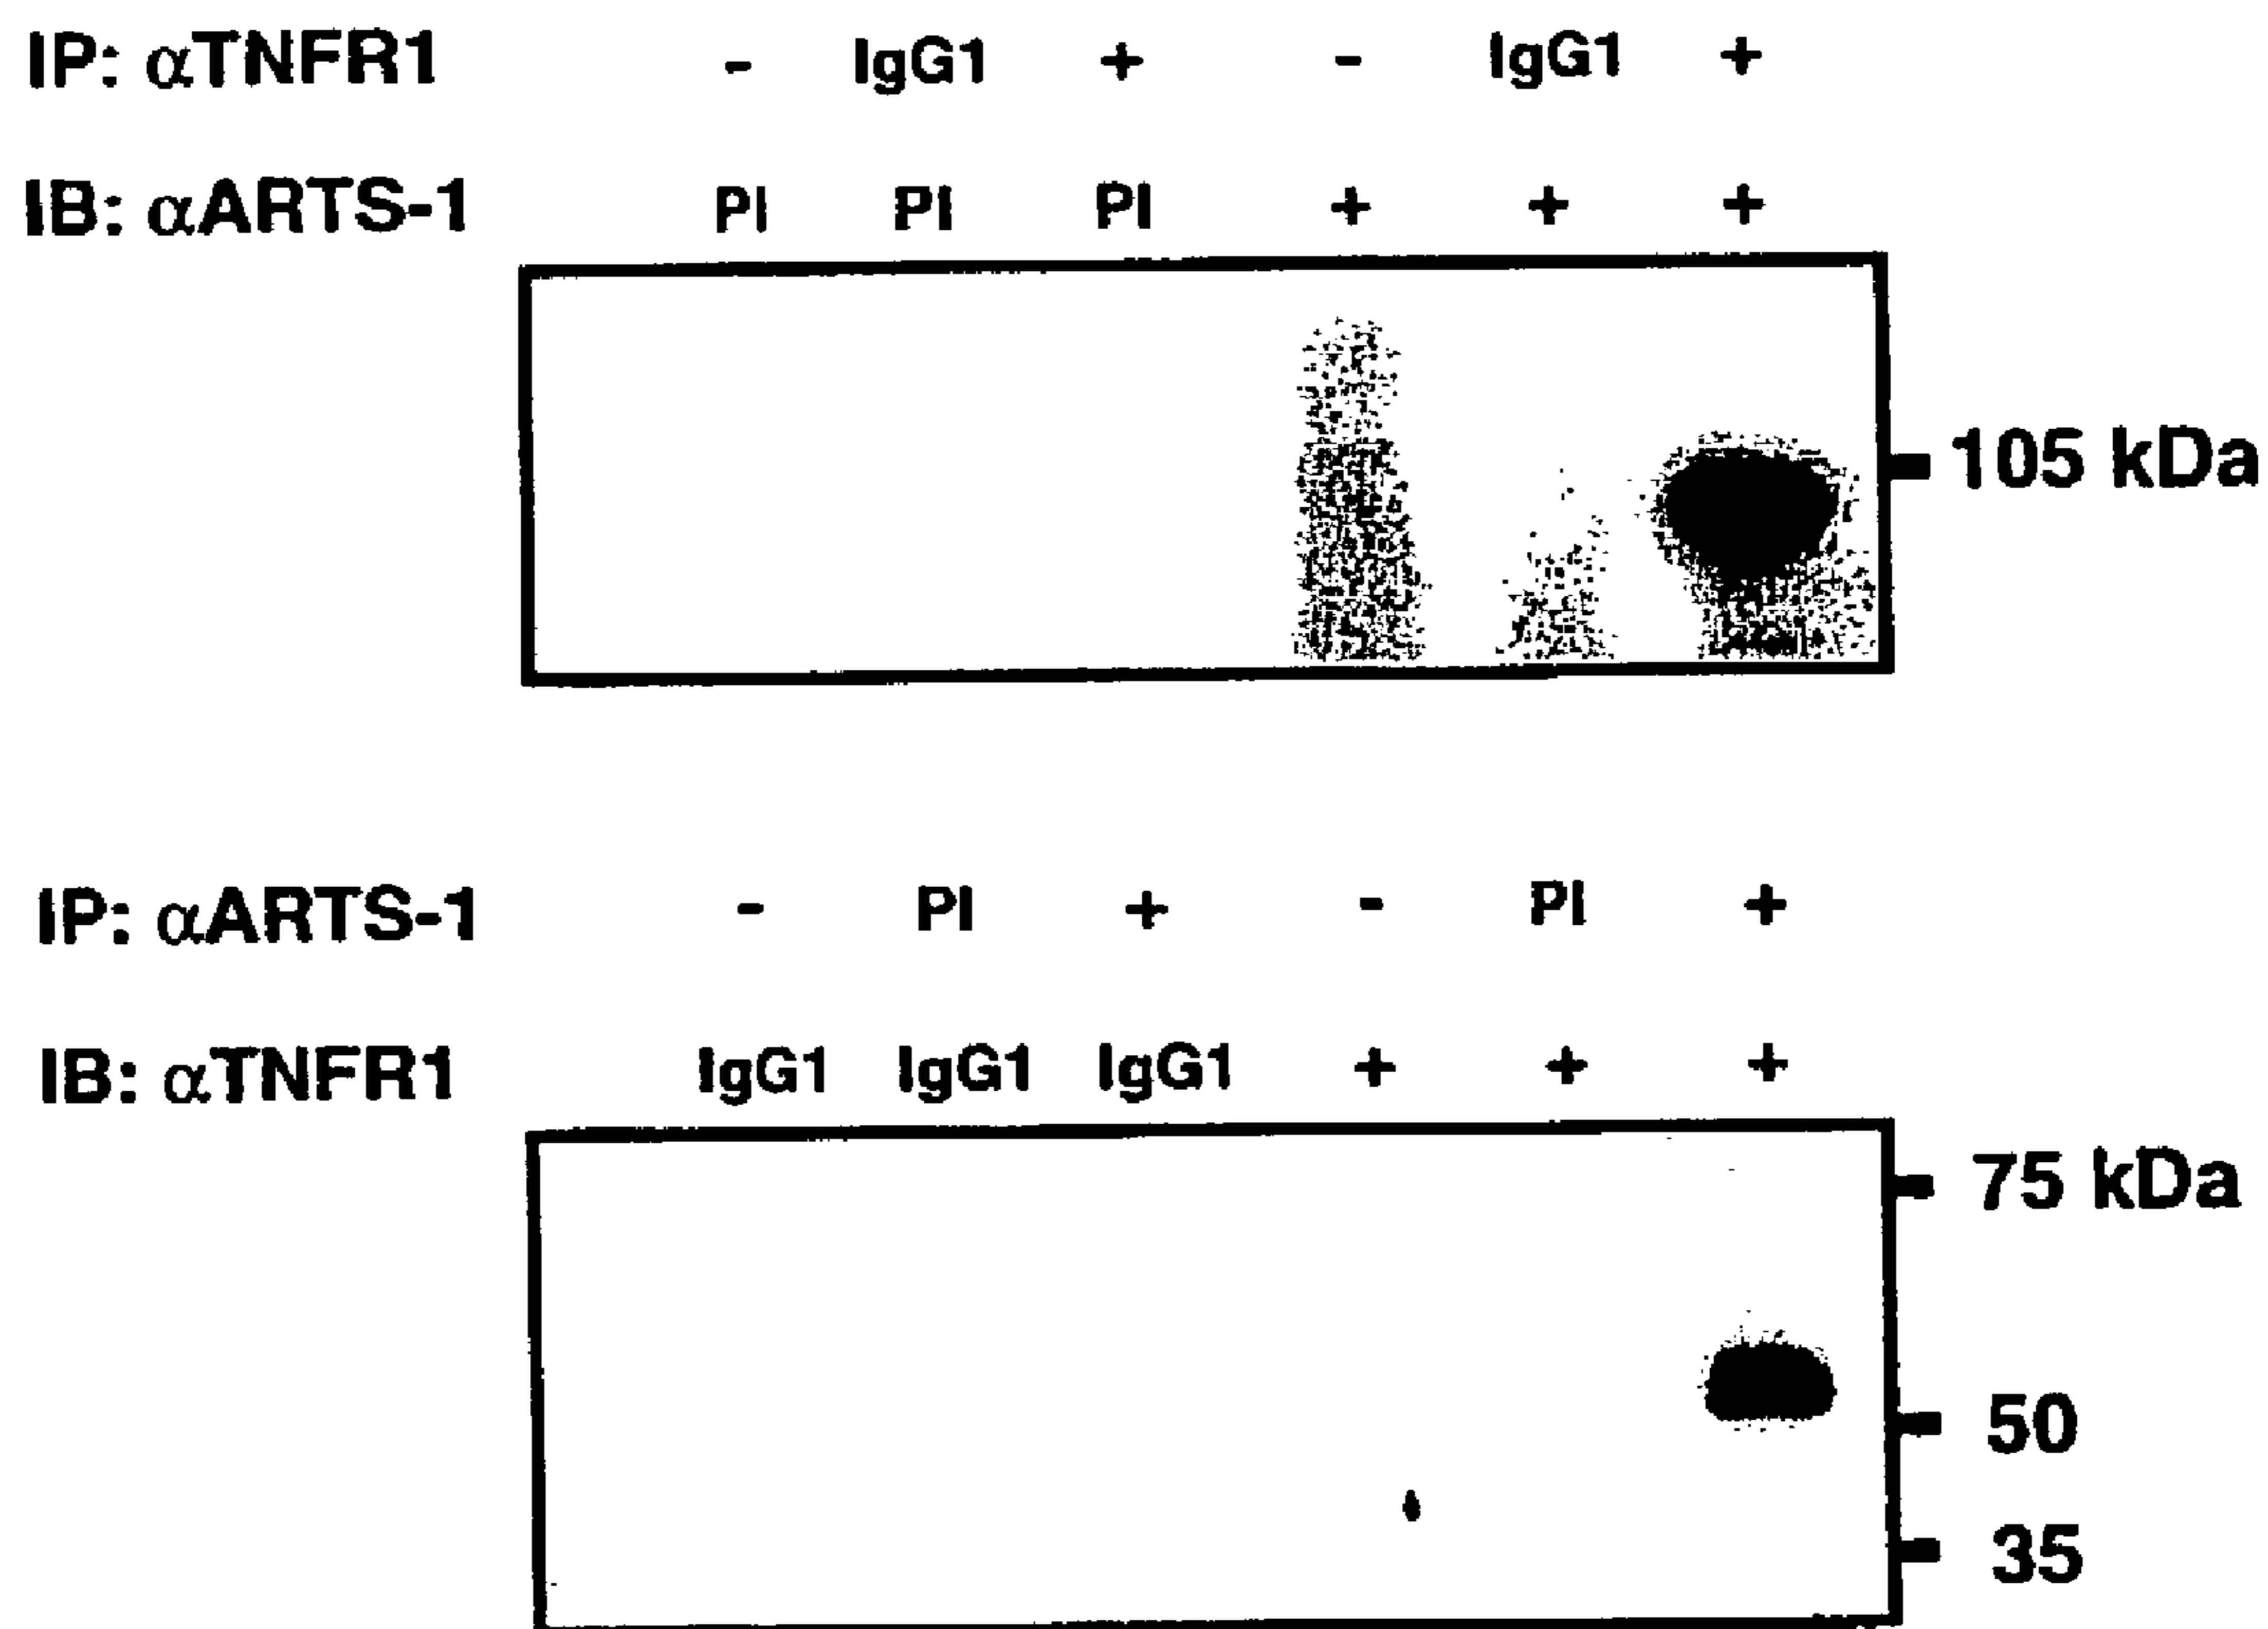 IP: αTNFR1 - IgG1 + - IgG1 +
IB: αARTS-1 PI PI PI + + +
105 kDa
IP: αARTS-1 - PI + - PI +
IB: αTNFR1 IgG1 IgG1 IgG1 + + +
75 kDa
50
35